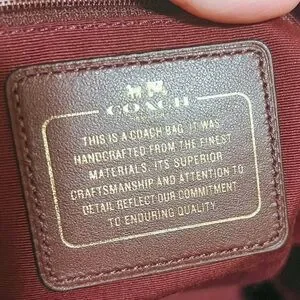 COACH
THIS IS A COACH BAG. IT WAS
HANDCRAFTED FROM THE FINEST
MATERIALS. ITS SUPERIOR
CRAFTSMANSHIP AND ATTENTION TO
DETAIL REFLECT OUR COMMITMENT
TO ENDURING QUALITY.